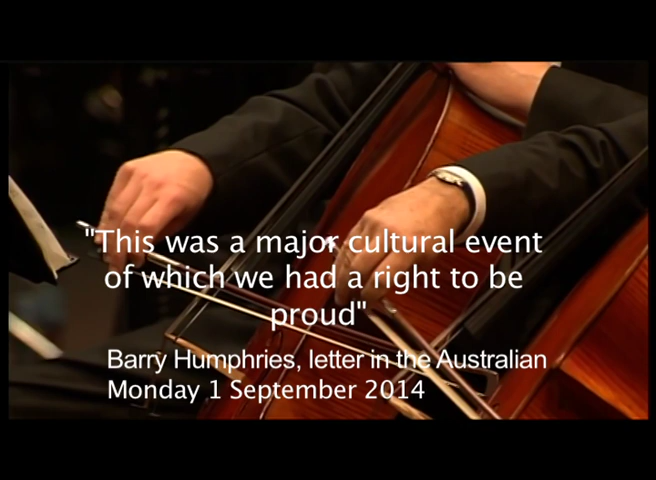 "This was a major cultural event
of which we had a right to be
proud"
Barry Humphries, letter in the Australian
Monday 1 September 2014